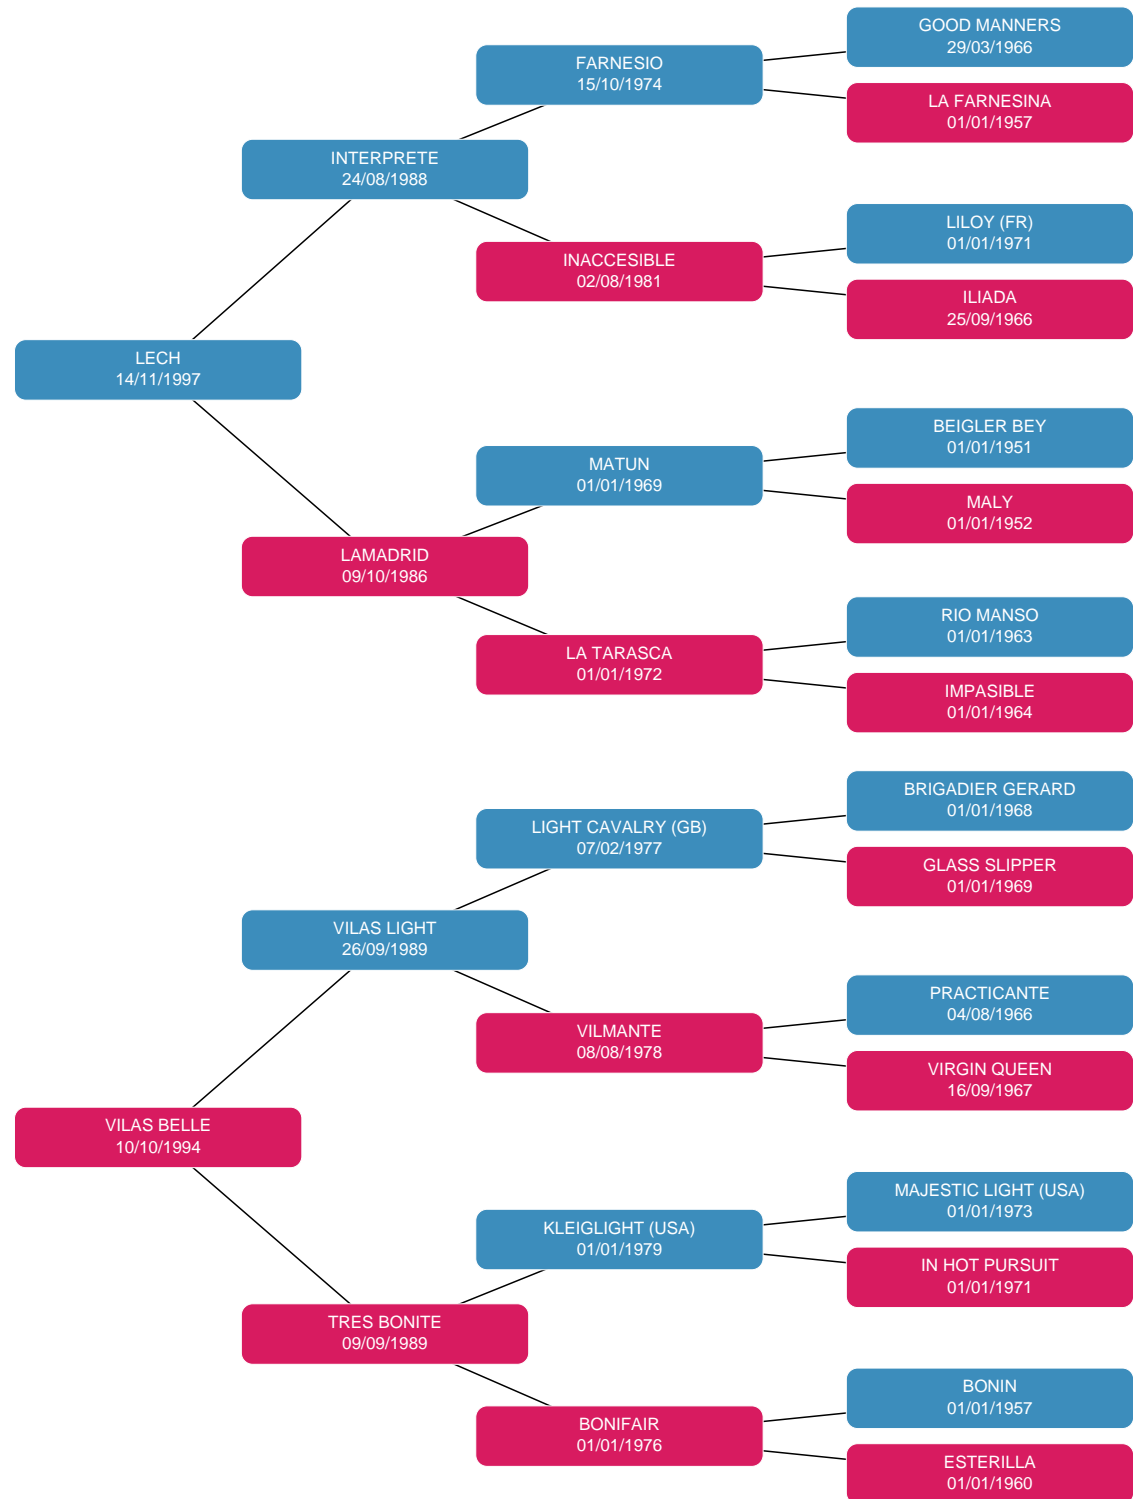 GOOD MANNERS
29/03/1966
FARNESIO
15/10/1974
LA FARNESINA
01/01/1957
INTERPRETE
24/08/1988
LILOY (FR)
01/01/1971
INACCESIBLE
02/08/1981
ILIADA
25/09/1966
LECH
14/11/1997
BEIGLER BEY
01/01/1951
MATUN
01/01/1969
MALY
01/01/1952
LAMADRID
09/10/1986
RIO MANSO
01/01/1963
LA TARASCA
01/01/1972
IMPASIBLE
01/01/1964
BRIGADIER GERARD
01/01/1968
LIGHT CAVALRY (GB)
07/02/1977
GLASS SLIPPER
01/01/1969
VILAS LIGHT
26/09/1989
PRACTICANTE
04/08/1966
VILMANTE
08/08/1978
VIRGIN QUEEN
16/09/1967
VILAS BELLE
10/10/1994
MAJESTIC LIGHT (USA)
01/01/1973
KLEIGLIGHT (USA)
01/01/1979
IN HOT PURSUIT
01/01/1971
TRES BONITE
09/09/1989
BONIN
01/01/1957
BONIFAIR
01/01/1976
ESTERILLA
01/01/1960